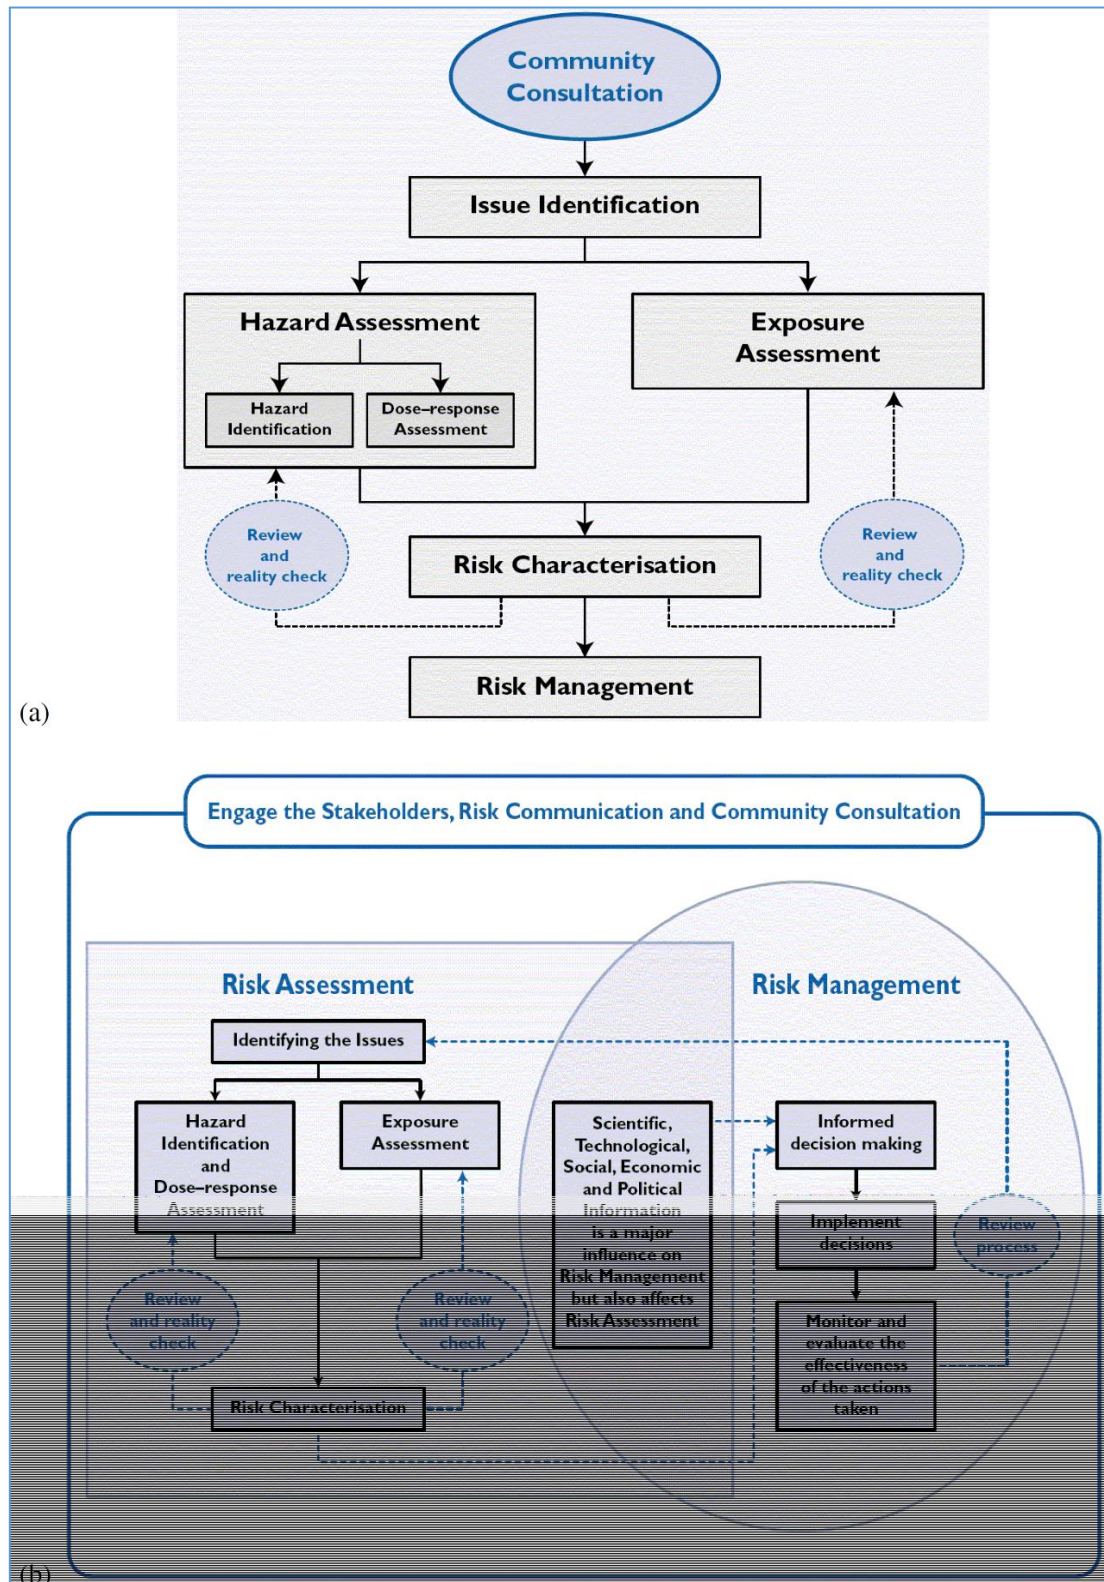 Community
Consultation
Issue Identification
Hazard Assessment
Hazard
Identification
Dose–response
Assessment
Exposure
Assessment
Review
and
reality check
Review
and
reality check
Risk Characterisation
Risk Management
(a)
Engage the Stakeholders, Risk Communication and Community Consultation
Risk Assessment
Identifying the Issues
Hazard
Identification
and
Dose–response
Assessment
Exposure
Assessment
Review
and reality
check
Review
and reality
check
Risk Characterisation
Scientific,
Technological,
Social, Economic
and Political
Information
is a major
influence on
Risk Management
but also affects
Risk Assessment
Risk Management
Informed
decision making
Implement
decisions
Monitor and
evaluate the
effectiveness
of the actions
taken
Review
process
(b)